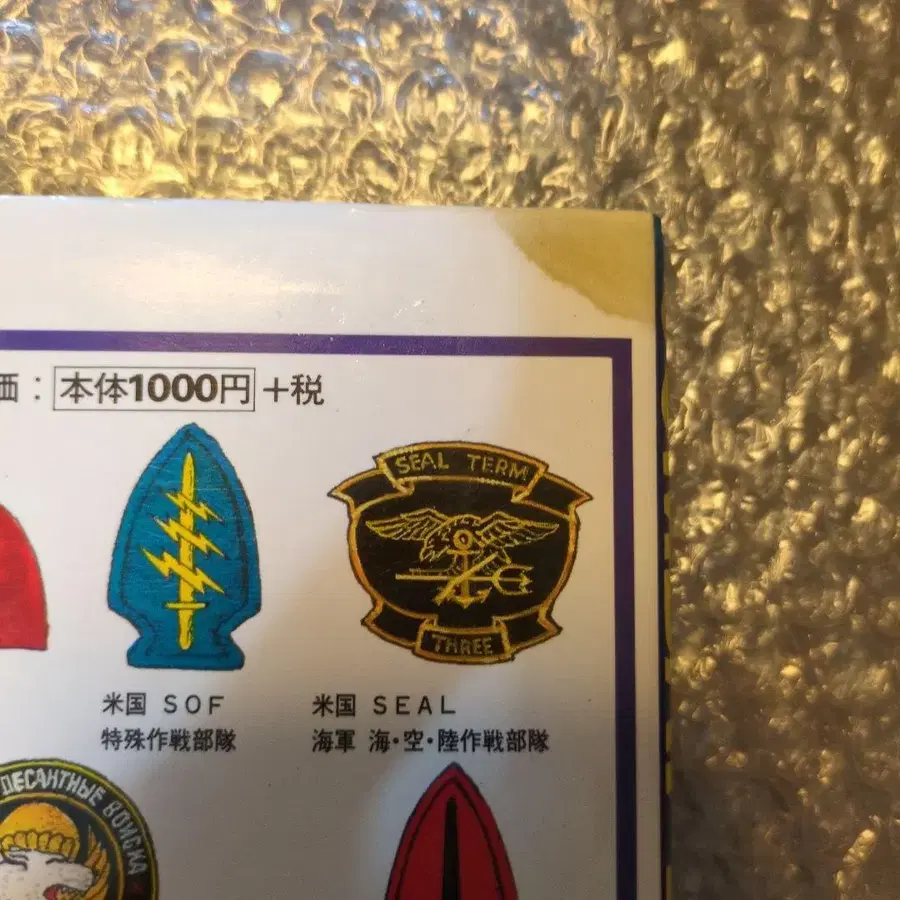 価：本体1000円+税
SEAL TERM
THREE
米国 SOF
特殊作戦部隊
米国 SEAL
海軍 海・空・陸作戦部隊
ДЕСАНТНЫЕ ВОЙСКА